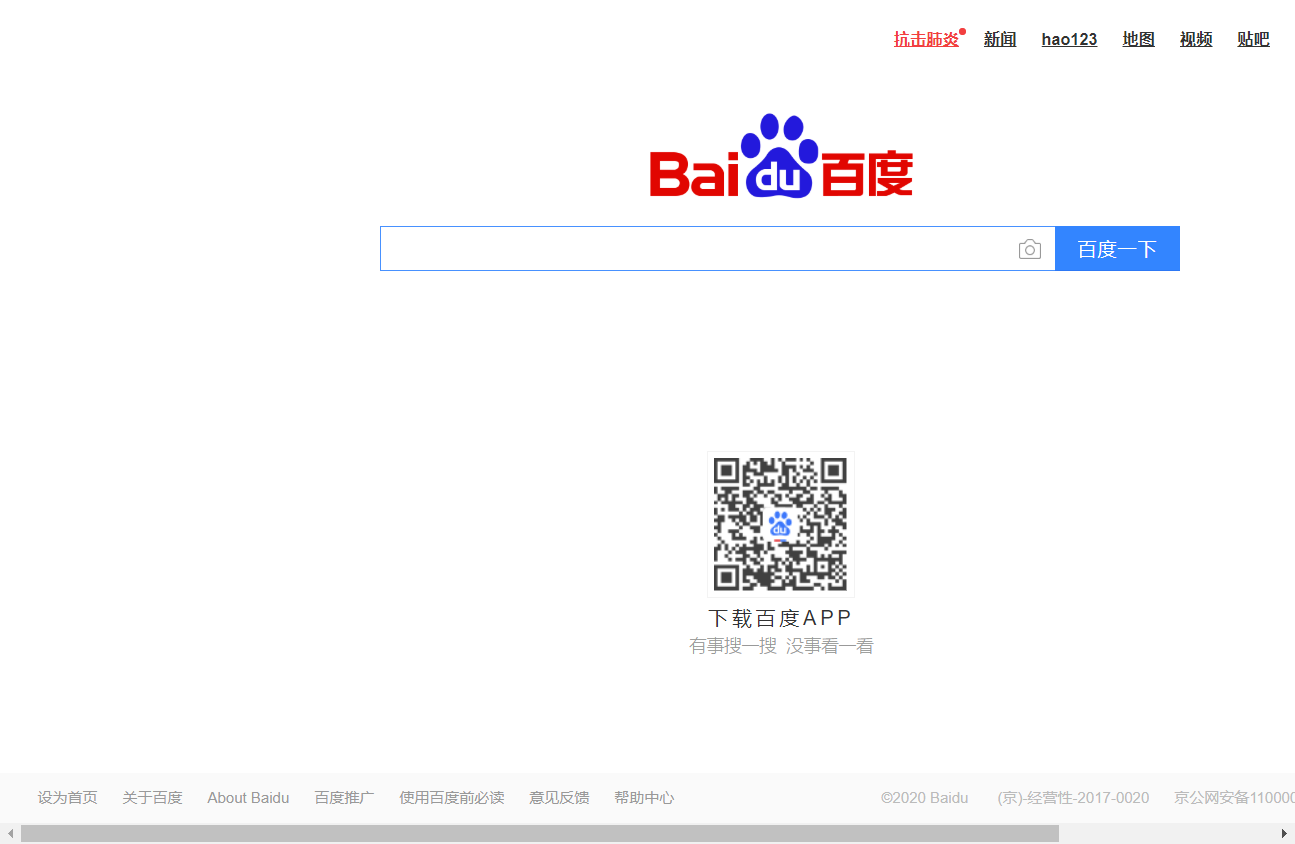 抗击肺炎 新闻 hao123 地图 视频 贴吧
Bai du 百度
百度一下
du
下载百度APP
有事搜一搜 没事看一看
设为首页 关于百度 About Baidu 百度推广 使用百度前必读 意见反馈 帮助中心 ©2020 Baidu (京)-经营性-2017-0020 京公网安备110000